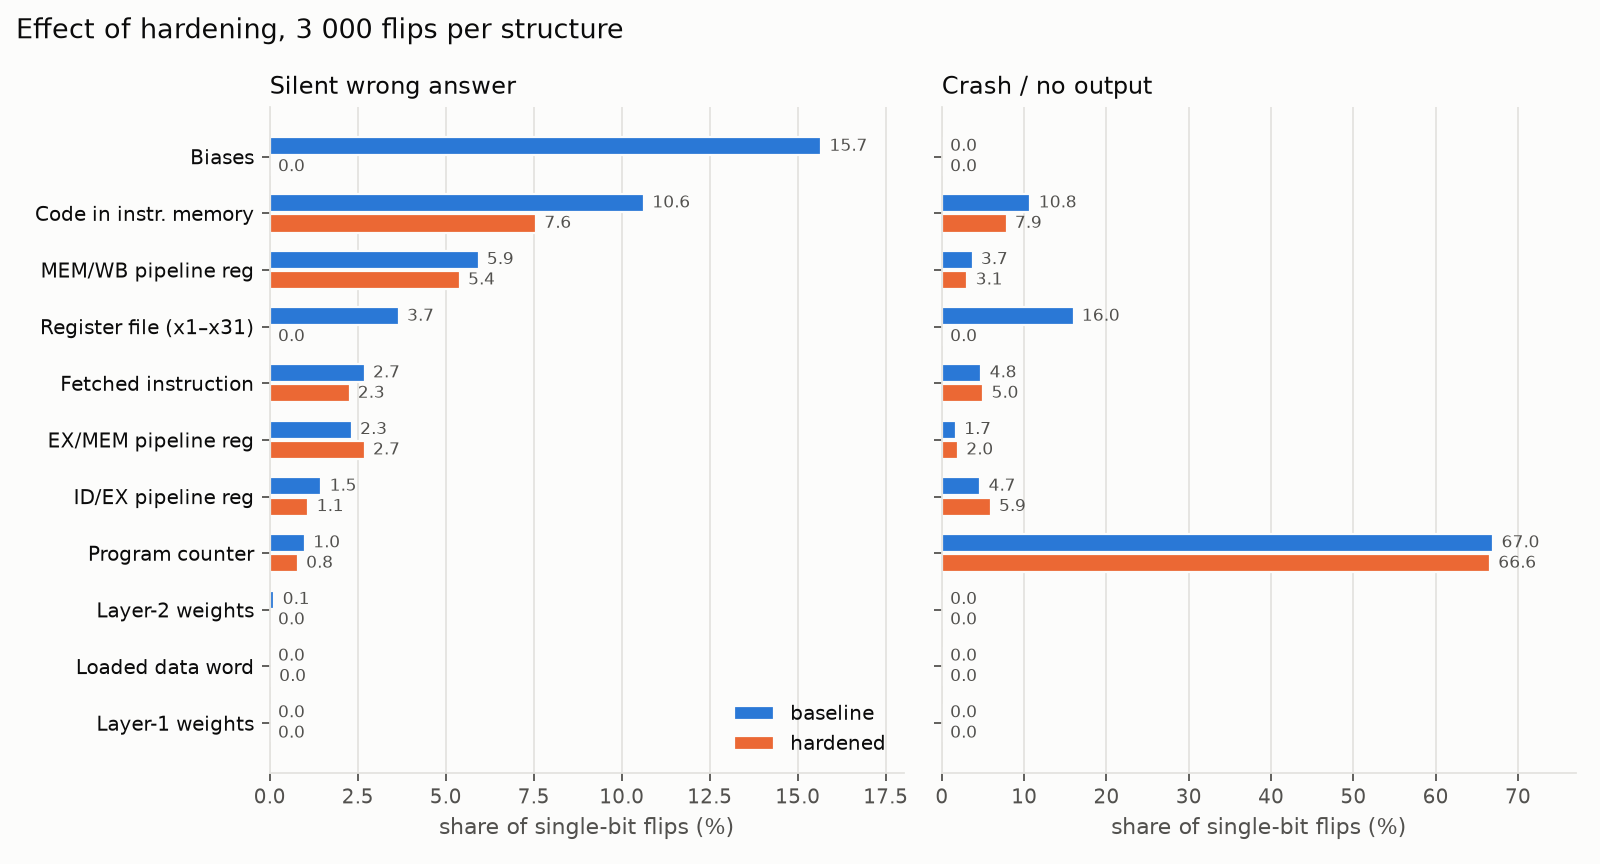 Effect of hardening, 3 000 flips per structure
Silent wrong answer
Biases
15.7
0.0
Code in instr. memory
10.6
7.6
MEM/WB pipeline reg
5.9
5.4
Register file (x1–x31)
3.7
0.0
Fetched instruction
2.7
2.3
EX/MEM pipeline reg
2.3
2.7
ID/EX pipeline reg
1.5
1.1
Program counter
1.0
0.8
Layer-2 weights
0.1
0.0
Loaded data word
0.0
0.0
Layer-1 weights
0.0
0.0
baseline
hardened
0.0 2.5 5.0 7.5 10.0 12.5 15.0 17.5
share of single-bit flips (%)
Crash / no output
0.0
0.0
10.8
7.9
3.7
3.1
16.0
0.0
4.8
5.0
1.7
2.0
4.7
5.9
67.0
66.6
0.0
0.0
0.0
0.0
0.0
0.0
0 10 20 30 40 50 60 70
share of single-bit flips (%)